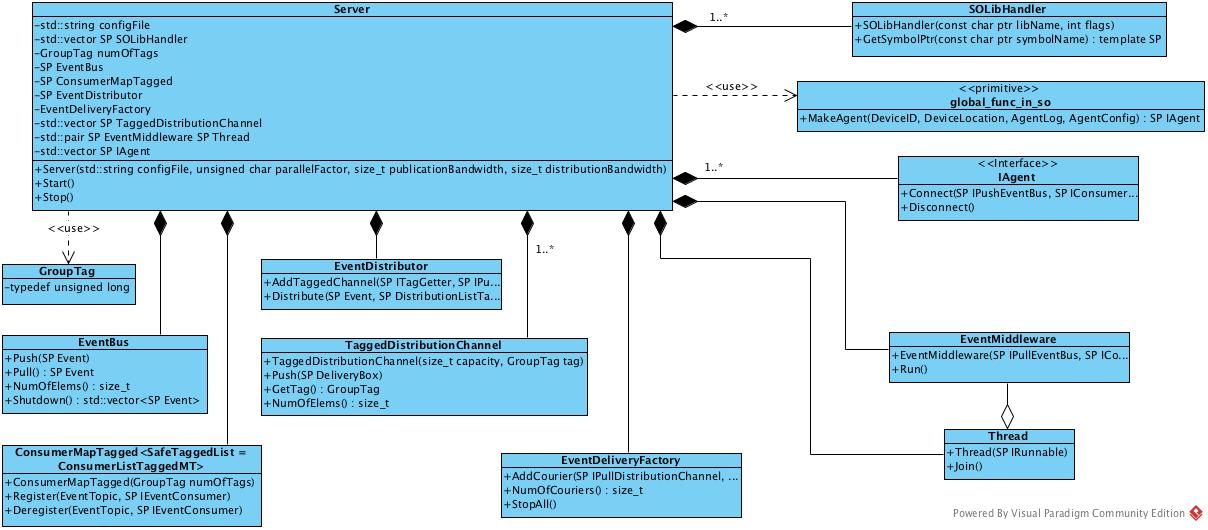 Server
-std::string configFile
-std::vector SP SOLibHandler
-GroupTag numOfTags
-SP EventBus
-SP ConsumerMapTagged
-SP EventDistributor
-EventDeliveryFactory
-std::vector SP TaggedDistributionChannel
-std::pair SP EventMiddleware SP Thread
-std::vector SP IAgent
+Server(std::string configFile, unsigned char parallelFactor, size_t publicationBandwidth, size_t distributionBandwidth)
+Start()
+Stop()
1..*
SOLibHandler
+SOLibHandler(const char ptr libName, int flags)
+GetSymbolPtr(const char ptr symbolName) : template SP
<<use>>
<<primitive>>
global_func_in_so
+MakeAgent(DeviceID, DeviceLocation, AgentLog, AgentConfig) : SP IAgent
1..*
<<Interface>>
IAgent
+Connect(SP IPushEventBus, SP IConsumer...
+Disconnect()
<<use>>
GroupTag
-typedef unsigned long
EventDistributor
+AddTaggedChannel(SP ITagGetter, SP IPu...
+Distribute(SP Event, SP DistributionListTa...
1..*
EventBus
+Push(SP Event)
+Pull() : SP Event
+NumOfElems() : size_t
+Shutdown() : std::vector<SP Event>
TaggedDistributionChannel
+TaggedDistributionChannel(size_t capacity, GroupTag tag)
+Push(SP DeliveryBox)
+GetTag() : GroupTag
+NumOfElems() : size_t
EventMiddleware
+EventMiddleware(SP IPullEventBus, SP ICo...
+Run()
ConsumerMapTagged<SafeTaggedList =
ConsumerListTaggedMT>
+ConsumerMapTagged(GroupTag numOfTags)
+Register(EventTopic, SP IEventConsumer)
+Deregister(EventTopic, SP IEventConsumer)
EventDeliveryFactory
+AddCourier(SP IPullDistributionChannel, ...
+NumOfCouriers() : size_t
+StopAll()
Thread
+Thread(SP IRunnable)
+Join()
Powered By Visual Paradigm Community Edition